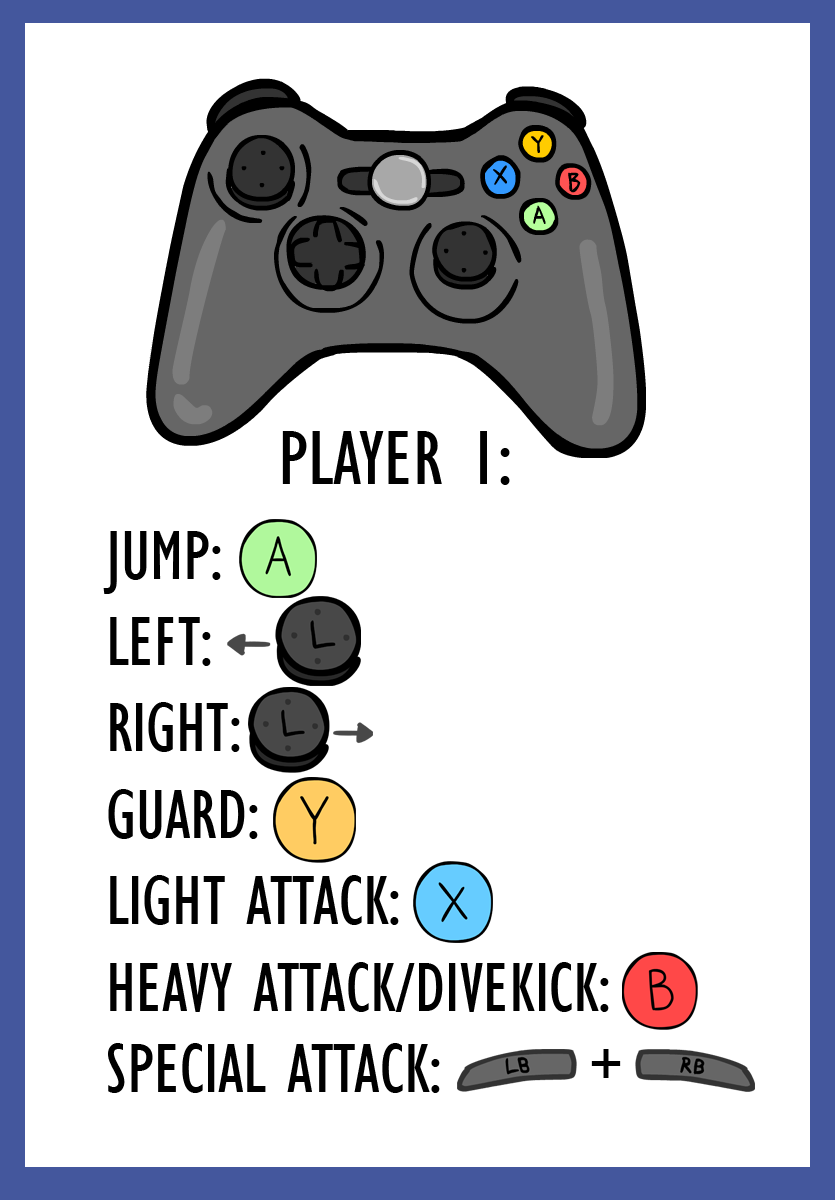 Y
X B
A
PLAYER 1:
JUMP: A
LEFT: ← L
RIGHT: L →
GUARD: Y
LIGHT ATTACK: X
HEAVY ATTACK/DIVEKICK: B
SPECIAL ATTACK: LB + RB